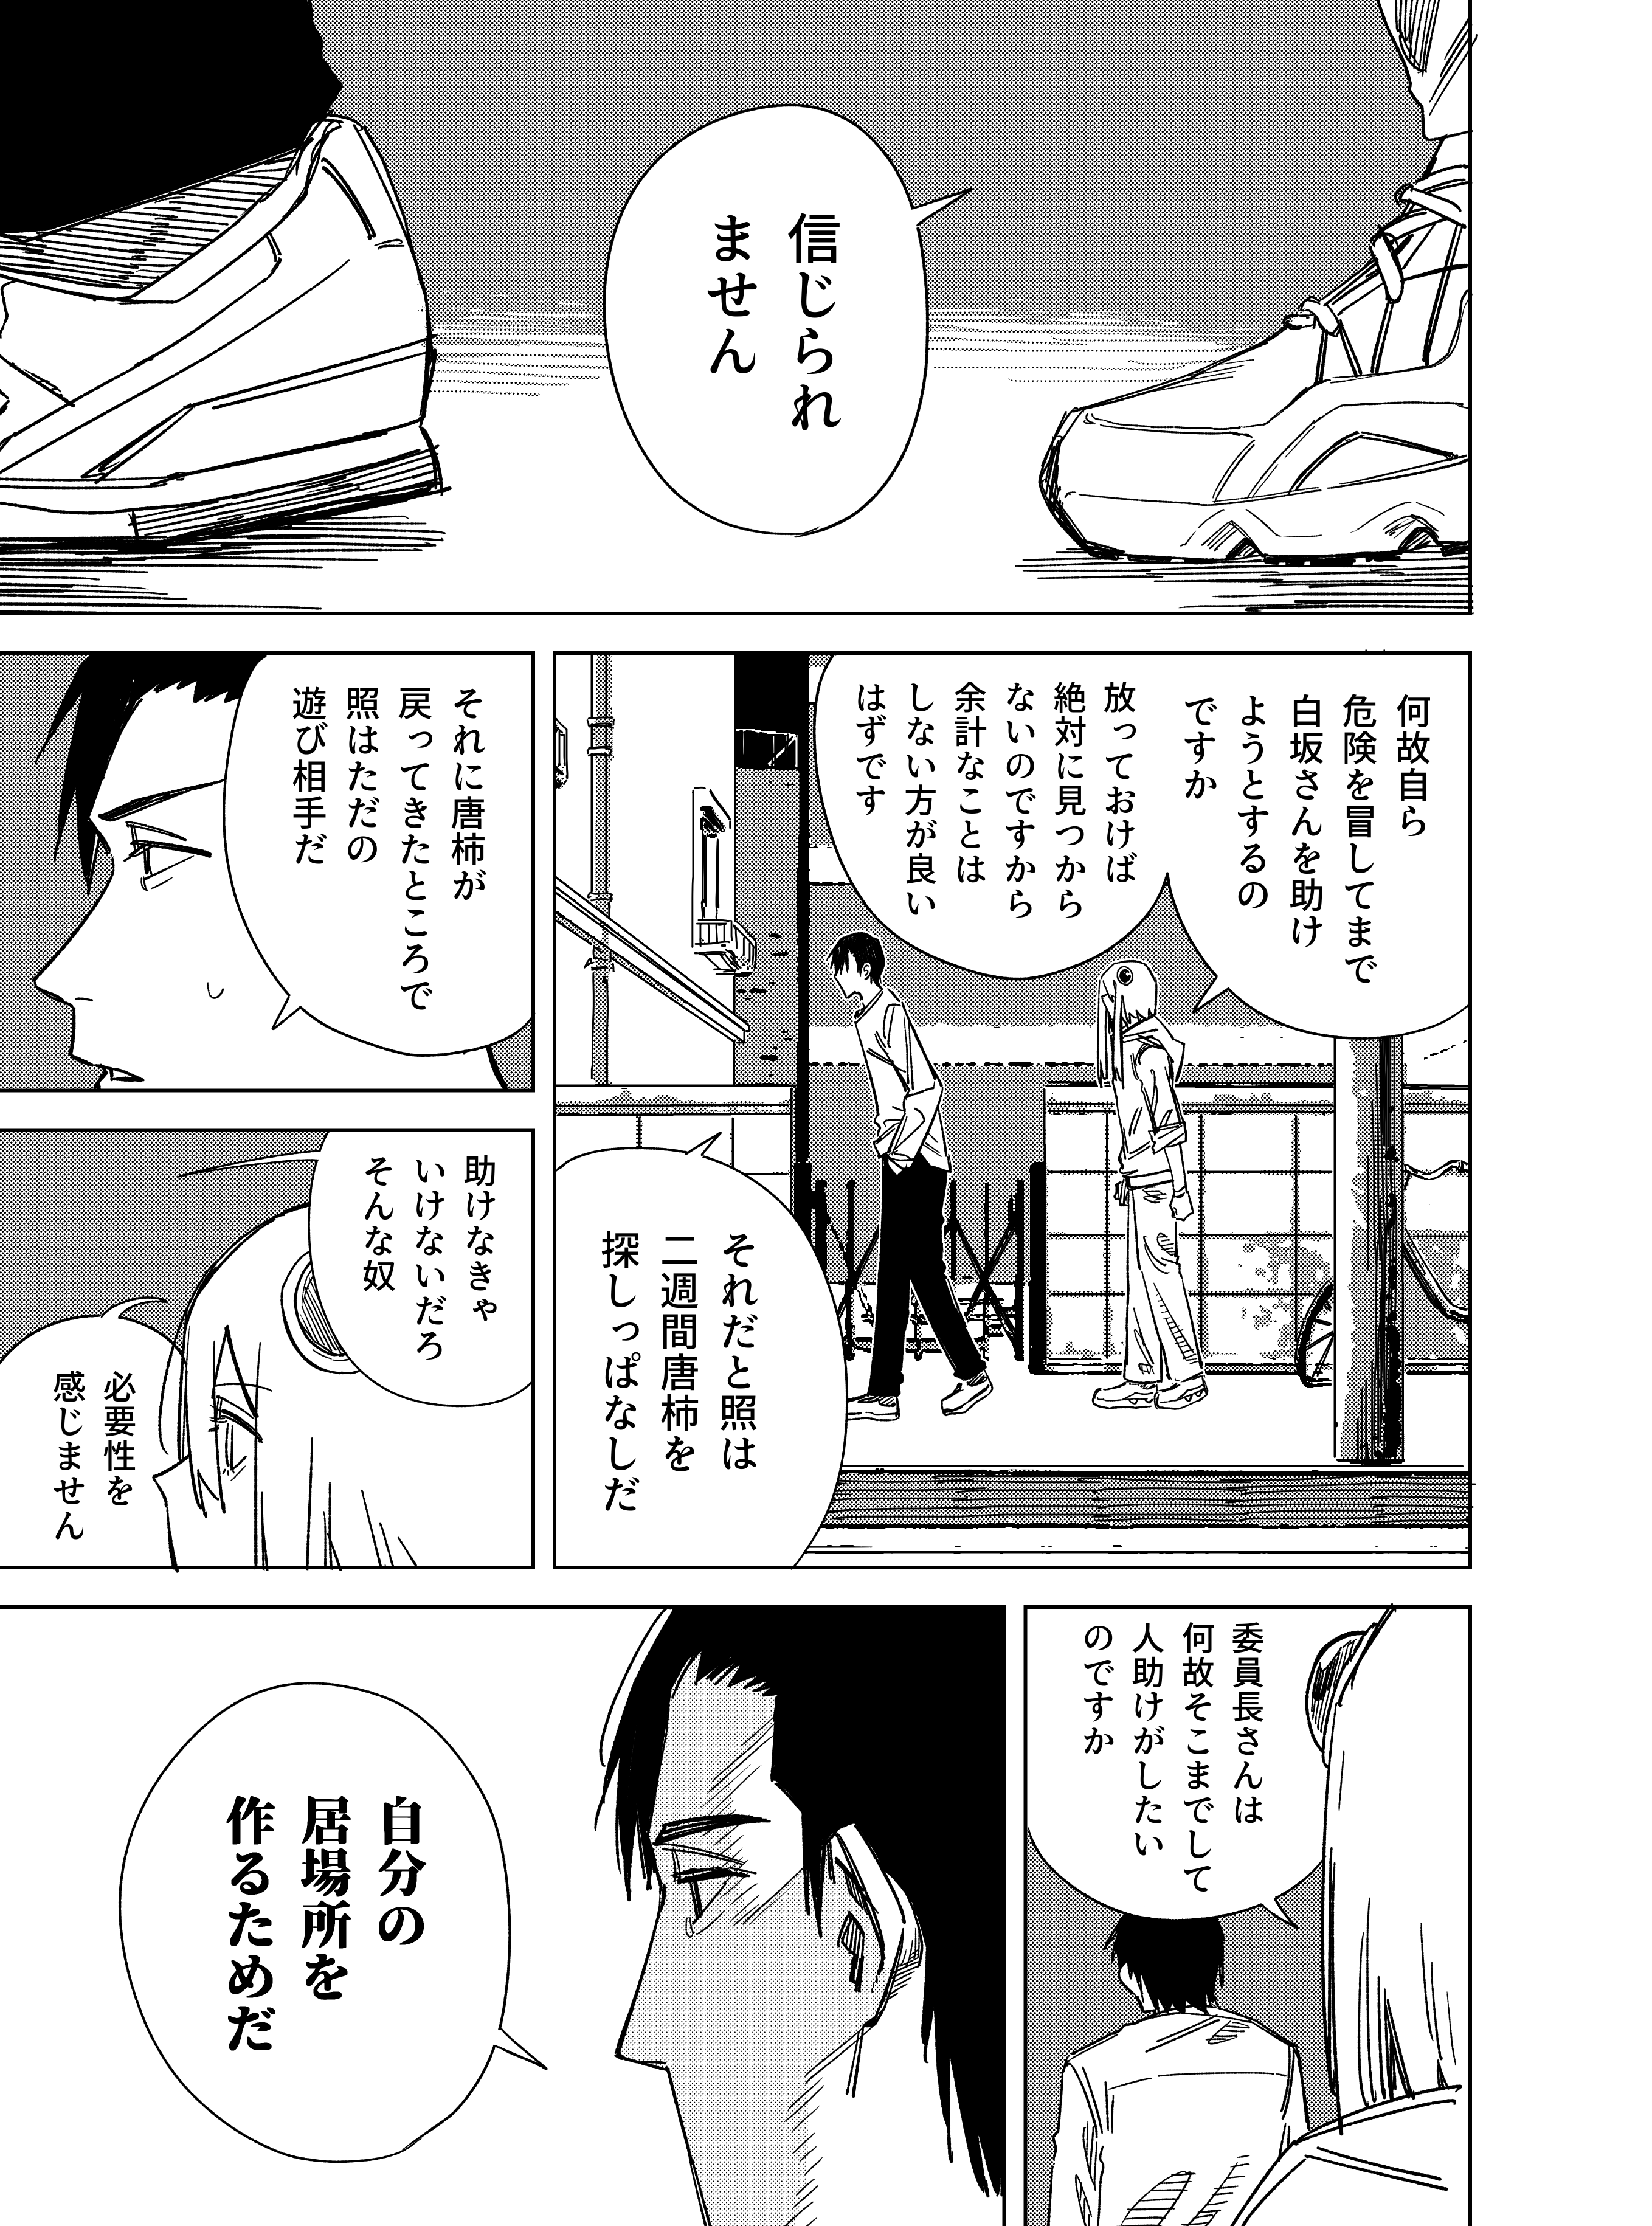 信じられ
ません
何故自ら
危険を冒してまで
白坂さんを助け
ようとするの
ですか
放っておけば
絶対に見つから
ないのですから
余計なことは
しない方が良い
はずです
それだと照は
二週間唐柿を
探しっぱなしだ
それに唐柿が
戻ってきたところで
照はただの
遊び相手だ
助けなきゃ
いけないだろ
そんな奴
必要性を
感じません
委員長さんは
何故そこまでして
人助けがしたい
のですか
自分の
居場所を
作るためだ